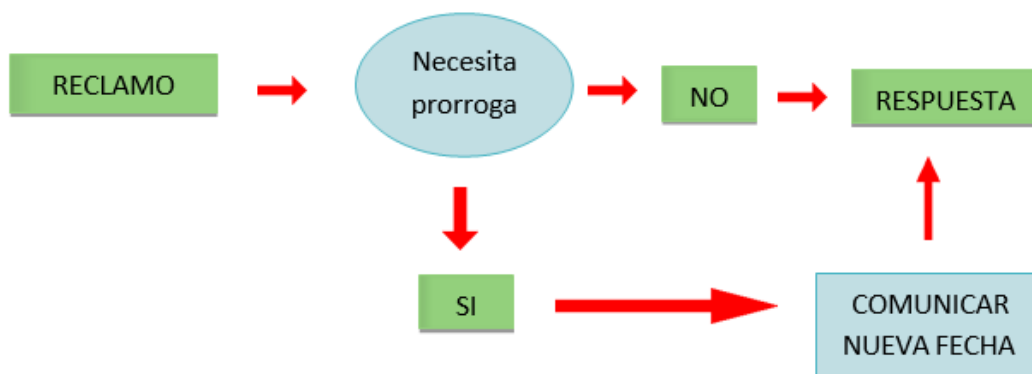 RECLAMO
Necesita
prorroga
NO
RESPUESTA
SI
COMUNICAR
NUEVA FECHA